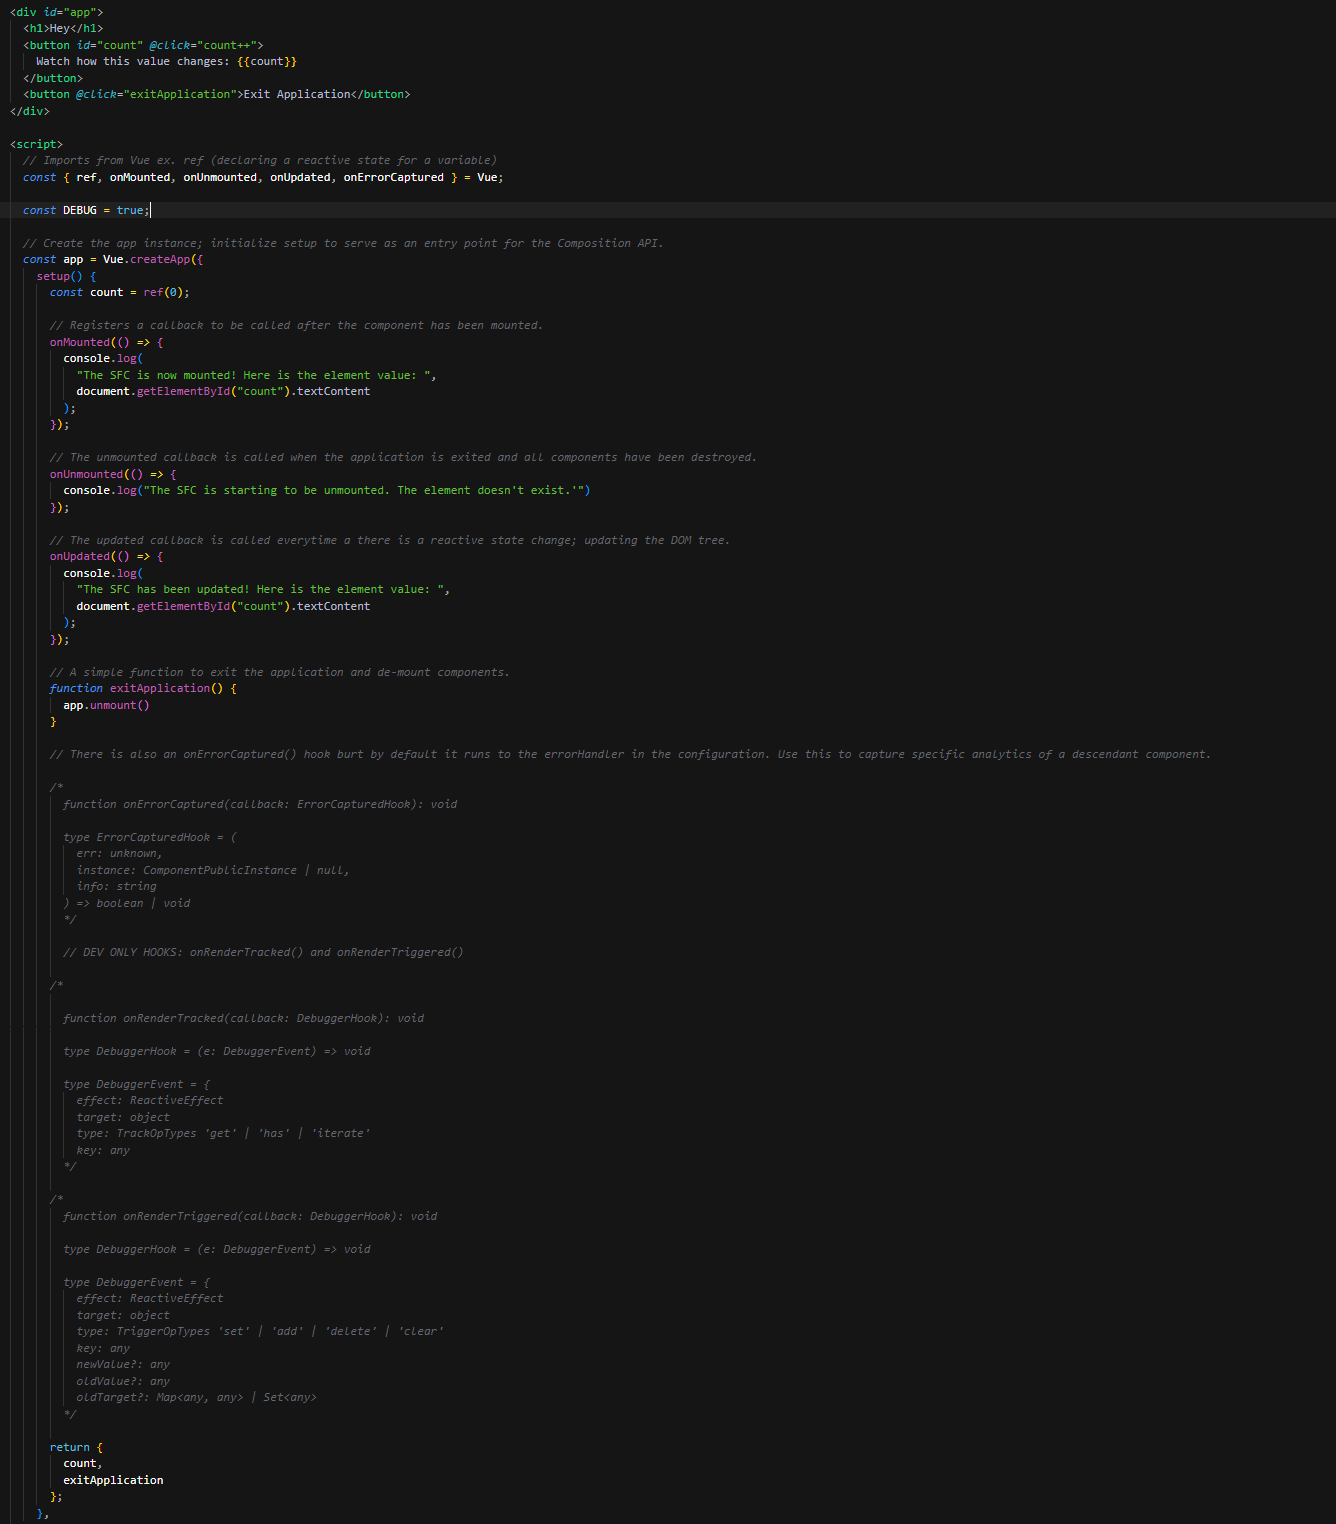 <div id="app">
<h1>Hey</h1>
<button id="count" @click="count++">
Watch how this value changes: {{count}}
</button>
<button @click="exitApplication">Exit Application</button>
</div>
<script>
// Imports from Vue ex. ref (declaring a reactive state for a variable)
const { ref, onMounted, onUnmounted, onUpdated, onErrorCaptured } = Vue;
const DEBUG = true;
// Create the app instance; initialize setup to serve as an entry point for the Composition API.
const app = Vue.createApp({
setup() {
const count = ref(0);
// Registers a callback to be called after the component has been mounted.
onMounted(() => {
console.log(
"The SFC is now mounted! Here is the element value: ",
document.getElementById("count").textContent
);
});
// The unmounted callback is called when the application is exited and all components have been destroyed.
onUnmounted(() => {
console.log("The SFC is starting to be unmounted. The element doesn't exist.'")
});
// The updated callback is called everytime a there is a reactive state change; updating the DOM tree.
onUpdated(() => {
console.log(
"The SFC has been updated! Here is the element value: ",
document.getElementById("count").textContent
);
});
// A simple function to exit the application and de-mount components.
function exitApplication() {
app.unmount()
}
// There is also an onErrorCaptured() hook burt by default it runs to the errorHandler in the configuration. Use this to capture specific analytics of a descendant component.
/*
function onErrorCaptured(callback: ErrorCapturedHook): void
type ErrorCapturedHook = (
err: unknown,
instance: ComponentPublicInstance | null,
info: string
) => boolean | void
*/
// DEV ONLY HOOKS: onRenderTracked() and onRenderTriggered()
/*
function onRenderTracked(callback: DebuggerHook): void
type DebuggerHook = (e: DebuggerEvent) => void
type DebuggerEvent = {
effect: ReactiveEffect
target: object
type: TrackOpTypes 'get' | 'has' | 'iterate'
key: any
*/
/*
function onRenderTriggered(callback: DebuggerHook): void
type DebuggerHook = (e: DebuggerEvent) => void
type DebuggerEvent = {
effect: ReactiveEffect
target: object
type: TriggerOpTypes 'set' | 'add' | 'delete' | 'clear'
key: any
newValue?: any
oldValue?: any
oldTarget?: Map<any, any> | Set<any>
*/
return {
count,
exitApplication
};
},